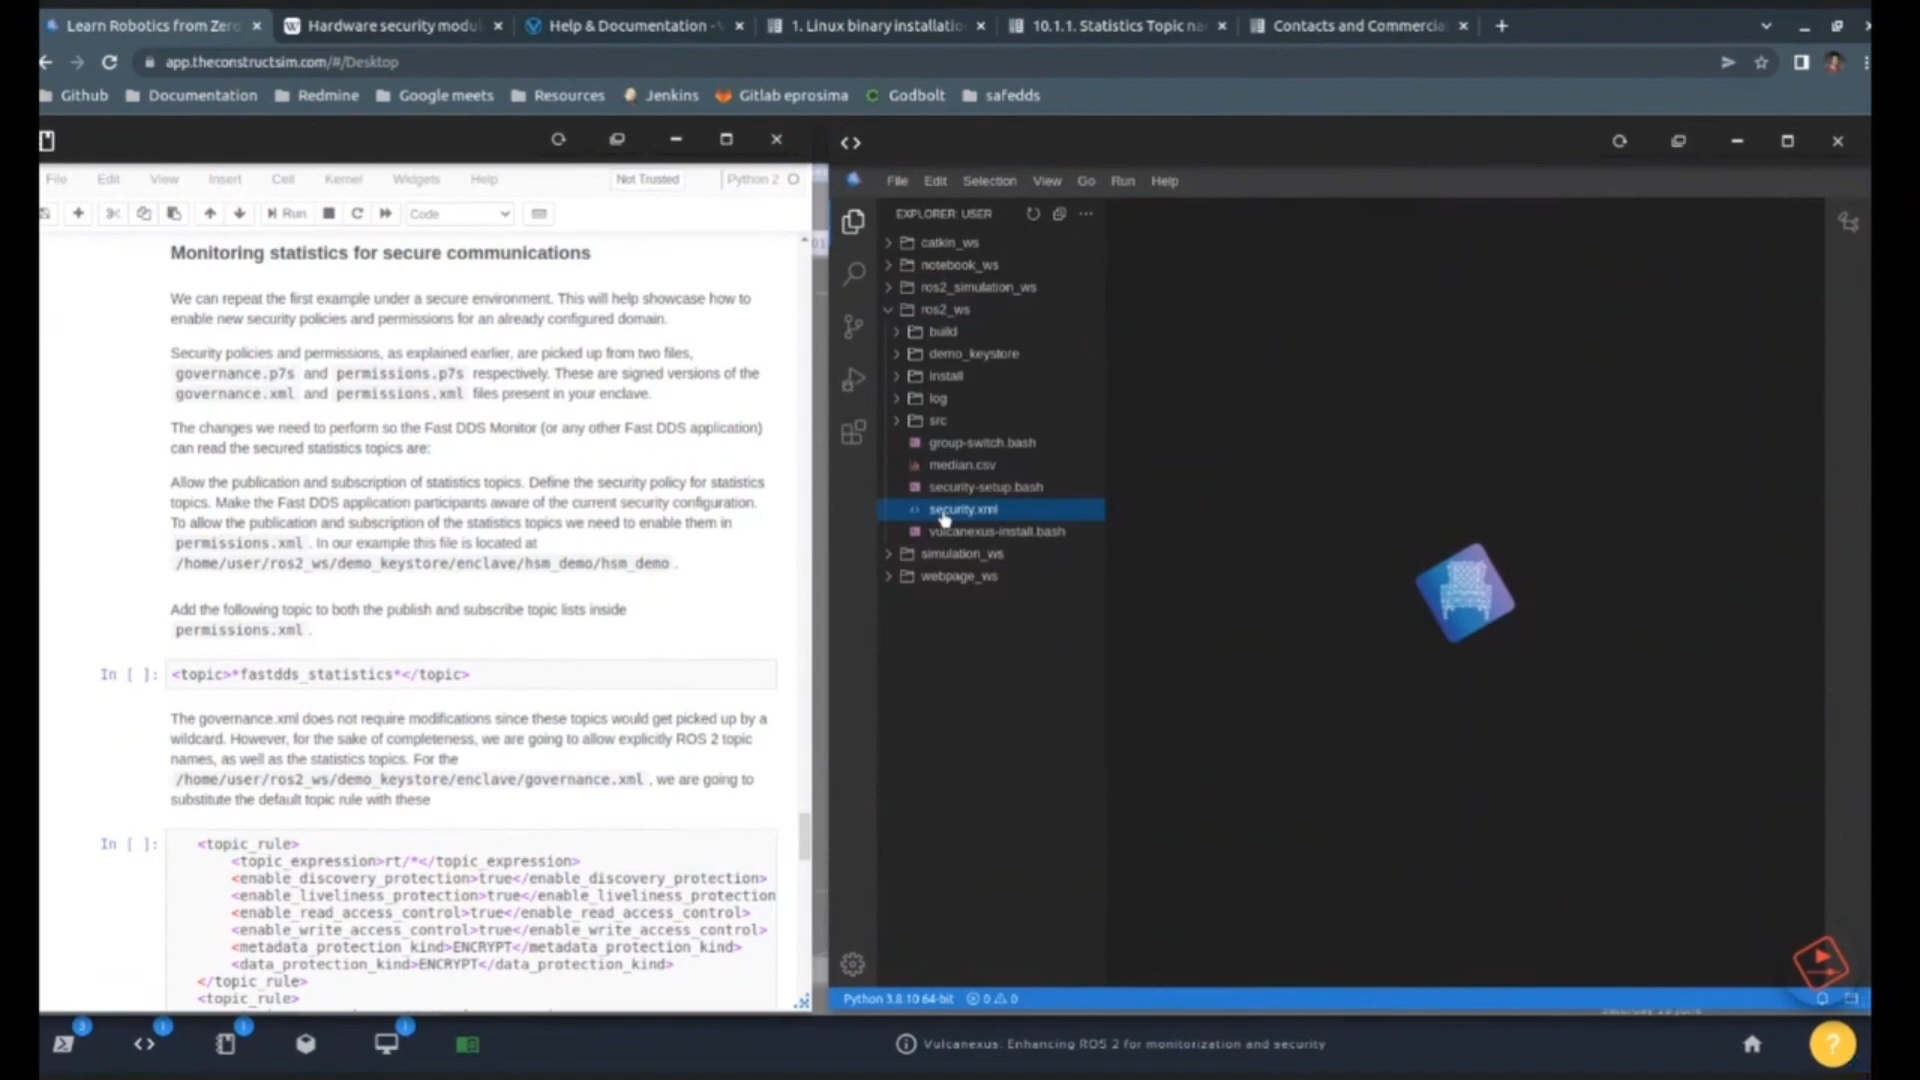 Learn Robotics from Zero
Hardware security modul
Help & Documentation -
1. Linux binary installatio
10.1.1. Statistics Topic na
Contacts and Commercia
app.theconstructsim.com/#/Desktop
Github
Documentation
Redmine
Google meets
Resources
Jenkins
Gitlab eprosima
Godbolt
safedds
File Edit View Insert Cell Kernel Widgets Help
Not Trusted
Python 2
Run
Code
Monitoring statistics for secure communications
We can repeat the first example under a secure environment. This will help showcase how to
enable new security policies and permissions for an already configured domain.
Security policies and permissions, as explained earlier, are picked up from two files,
governance.p7s and permissions.p7s respectively. These are signed versions of the
governance.xml and permissions.xml files present in your enclave.
The changes we need to perform so the Fast DDS Monitor (or any other Fast DDS application)
can read the secured statistics topics are:
Allow the publication and subscription of statistics topics. Define the security policy for statistics
topics. Make the Fast DDS application participants aware of the current security configuration.
To allow the publication and subscription of the statistics topics we need to enable them in
permissions.xml . In our example this file is located at
/home/user/ros2_ws/demo_keystore/enclave/hsm_demo/hsm_demo .
Add the following topic to both the publish and subscribe topic lists inside
permissions.xml .
In [ ]: <topic>*fastdds_statistics*</topic>
The governance.xml does not require modifications since these topics would get picked up by a
wildcard. However, for the sake of completeness, we are going to allow explicitly ROS 2 topic
names, as well as the statistics topics. For the
/home/user/ros2_ws/demo_keystore/enclave/governance.xml , we are going to
substitute the default topic rule with these
In [ ]: <topic_rule>
<topic_expression>rt/*</topic_expression>
<enable_discovery_protection>true</enable_discovery_protection>
<enable_liveliness_protection>true</enable_liveliness_protection
<enable_read_access_control>true</enable_read_access_control>
<enable_write_access_control>true</enable_write_access_control>
<metadata_protection_kind>ENCRYPT</metadata_protection_kind>
<data_protection_kind>ENCRYPT</data_protection_kind>
</topic_rule>
<topic_rule>
File Edit Selection View Go Run Help
EXPLORER: USER
catkin_ws
notebook_ws
ros2_simulation_ws
ros2_ws
build
demo_keystore
install
log
src
group-switch.bash
median.csv
security-setup.bash
security.xml
vulcanexus-install.bash
simulation_ws
webpage_ws
Python 3.8.10 64-bit 0 0
3
1
1
1
Vulcanexus: Enhancing ROS 2 for monitorization and security
?